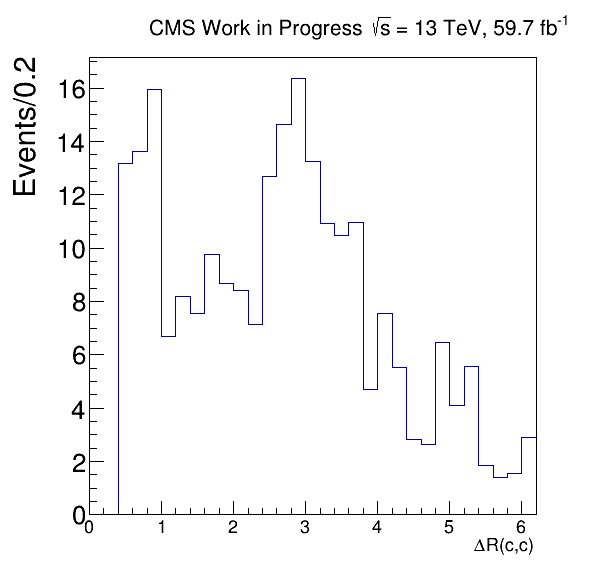 CMS Work in Progress √s = 13 TeV, 59.7 fb⁻¹
Events/0.2
16
14
12
10
8
6
4
2
0
0 1 2 3 4 5 6
ΔR(c,c)